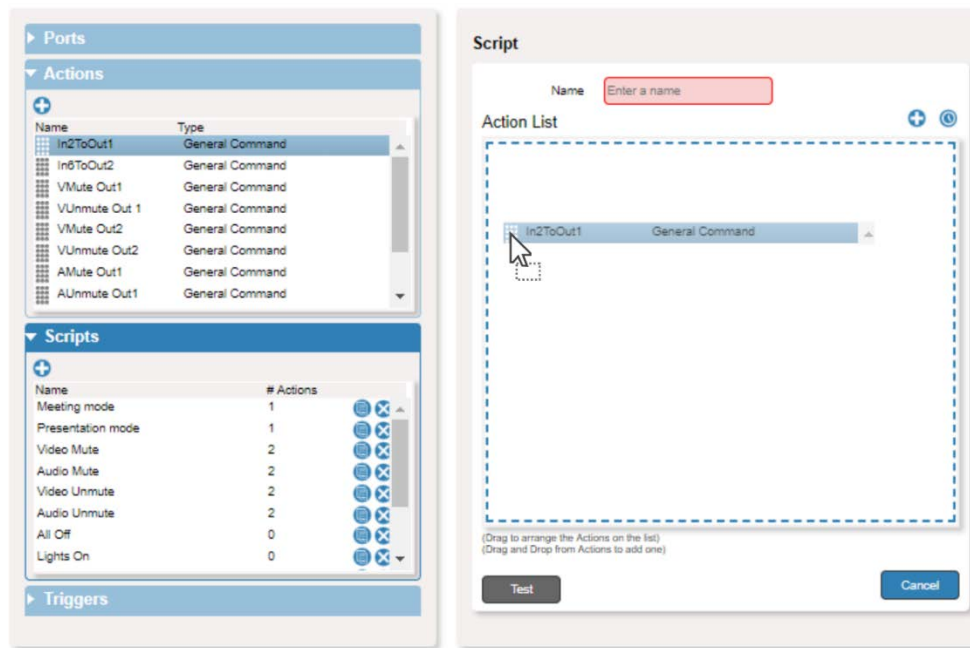 Ports
Actions
Name Type
In2ToOut1 General Command
In6ToOut2 General Command
VMute Out1 General Command
VUnmute Out 1 General Command
VMute Out2 General Command
VUnmute Out2 General Command
AMute Out1 General Command
AUnmute Out1 General Command
Scripts
Name # Actions
Meeting mode 1
Presentation mode 1
Video Mute 2
Audio Mute 2
Video Unmute 2
Audio Unmute 2
All Off 0
Lights On 0
Triggers
Script
Name Enter a name
Action List
In2ToOut1 General Command
(Drag to arrange the Actions on the list)
(Drag and Drop from Actions to add one)
Test Cancel